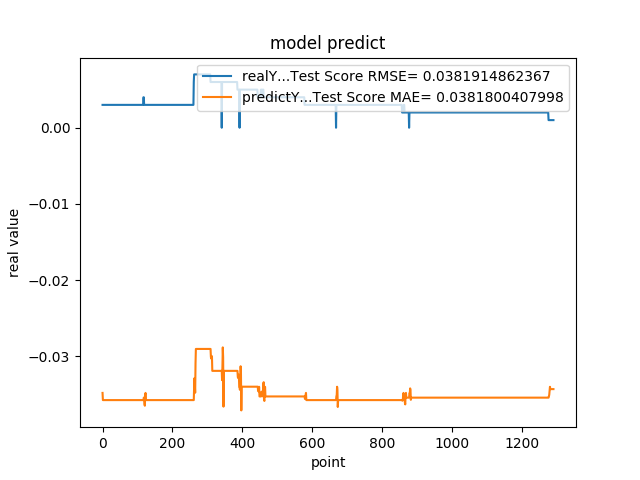 model predict
realY...Test Score RMSE= 0.0381914862367
predictY...Test Score MAE= 0.0381800407998
0.00
−0.01
−0.02
−0.03
real value
0 200 400 600 800 1000 1200
point